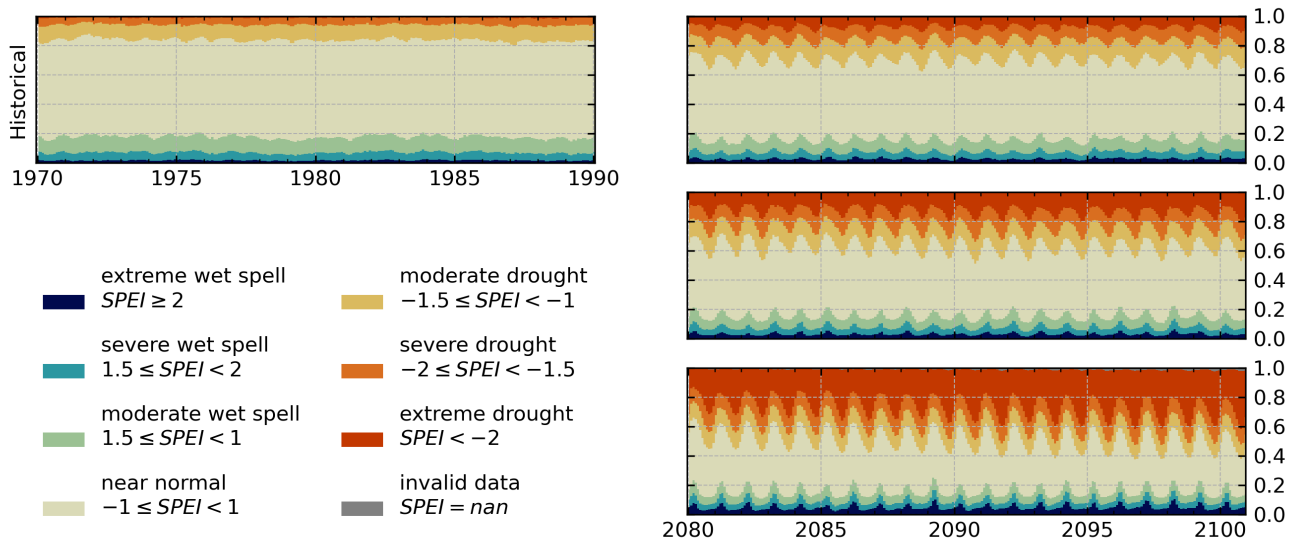 Historical
1970 1975 1980 1985 1990
1.0
0.8
0.6
0.4
0.2
0.0
1.0
0.8
0.6
0.4
0.2
0.0
1.0
0.8
0.6
0.4
0.2
0.0
2080 2085 2090 2095 2100
extreme wet spell
SPEI ≥ 2
severe wet spell
1.5 ≤ SPEI < 2
moderate wet spell
1.5 ≤ SPEI < 1
near normal
−1 ≤ SPEI < 1
moderate drought
−1.5 ≤ SPEI < −1
severe drought
−2 ≤ SPEI < −1.5
extreme drought
SPEI < −2
invalid data
SPEI = nan